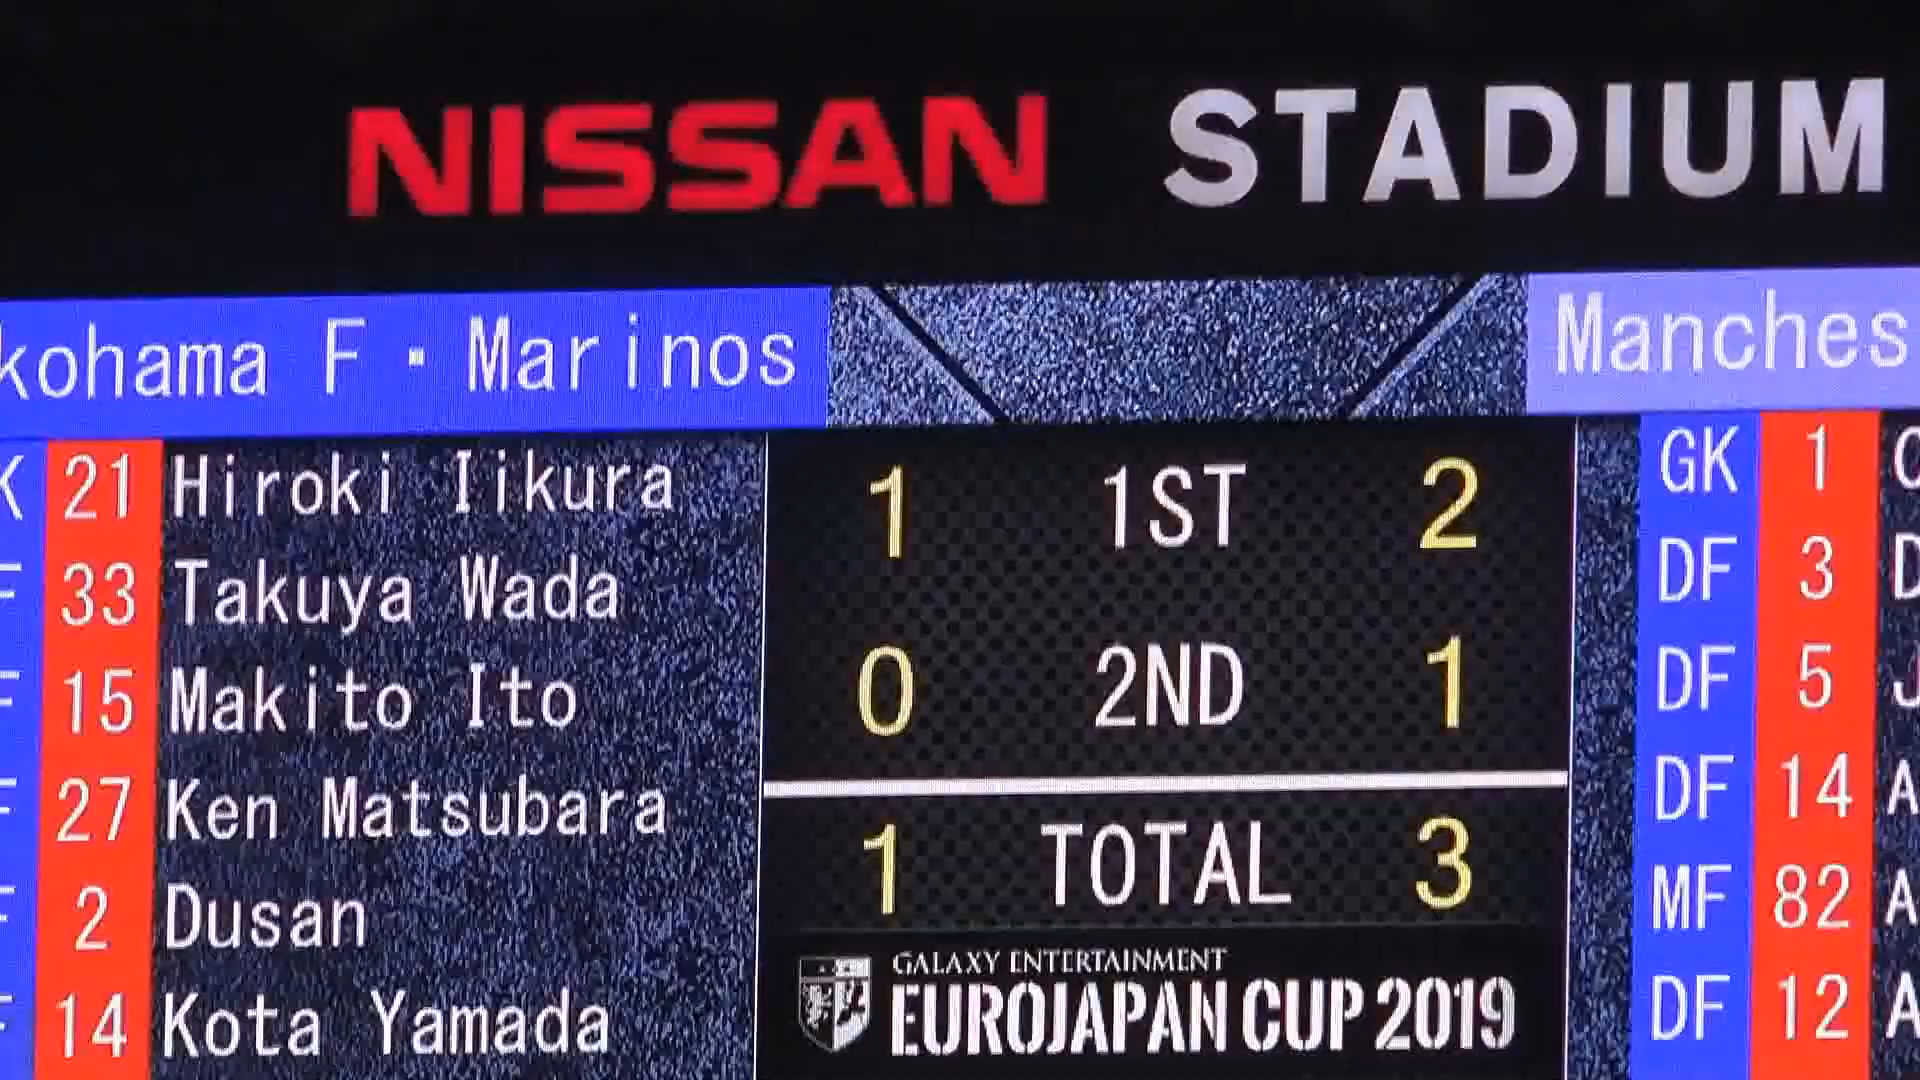 NISSAN STADIUM
kohama F・Marinos
Manches
21 Hiroki Iikura
33 Takuya Wada
15 Makito Ito
27 Ken Matsubara
2 Dusan
14 Kota Yamada
1 1ST 2
0 2ND 1
1 TOTAL 3
GALAXY ENTERTAINMENT
EUROJAPAN CUP 2019
GK 1
DF 3
DF 5
DF 14
MF 82
DF 12